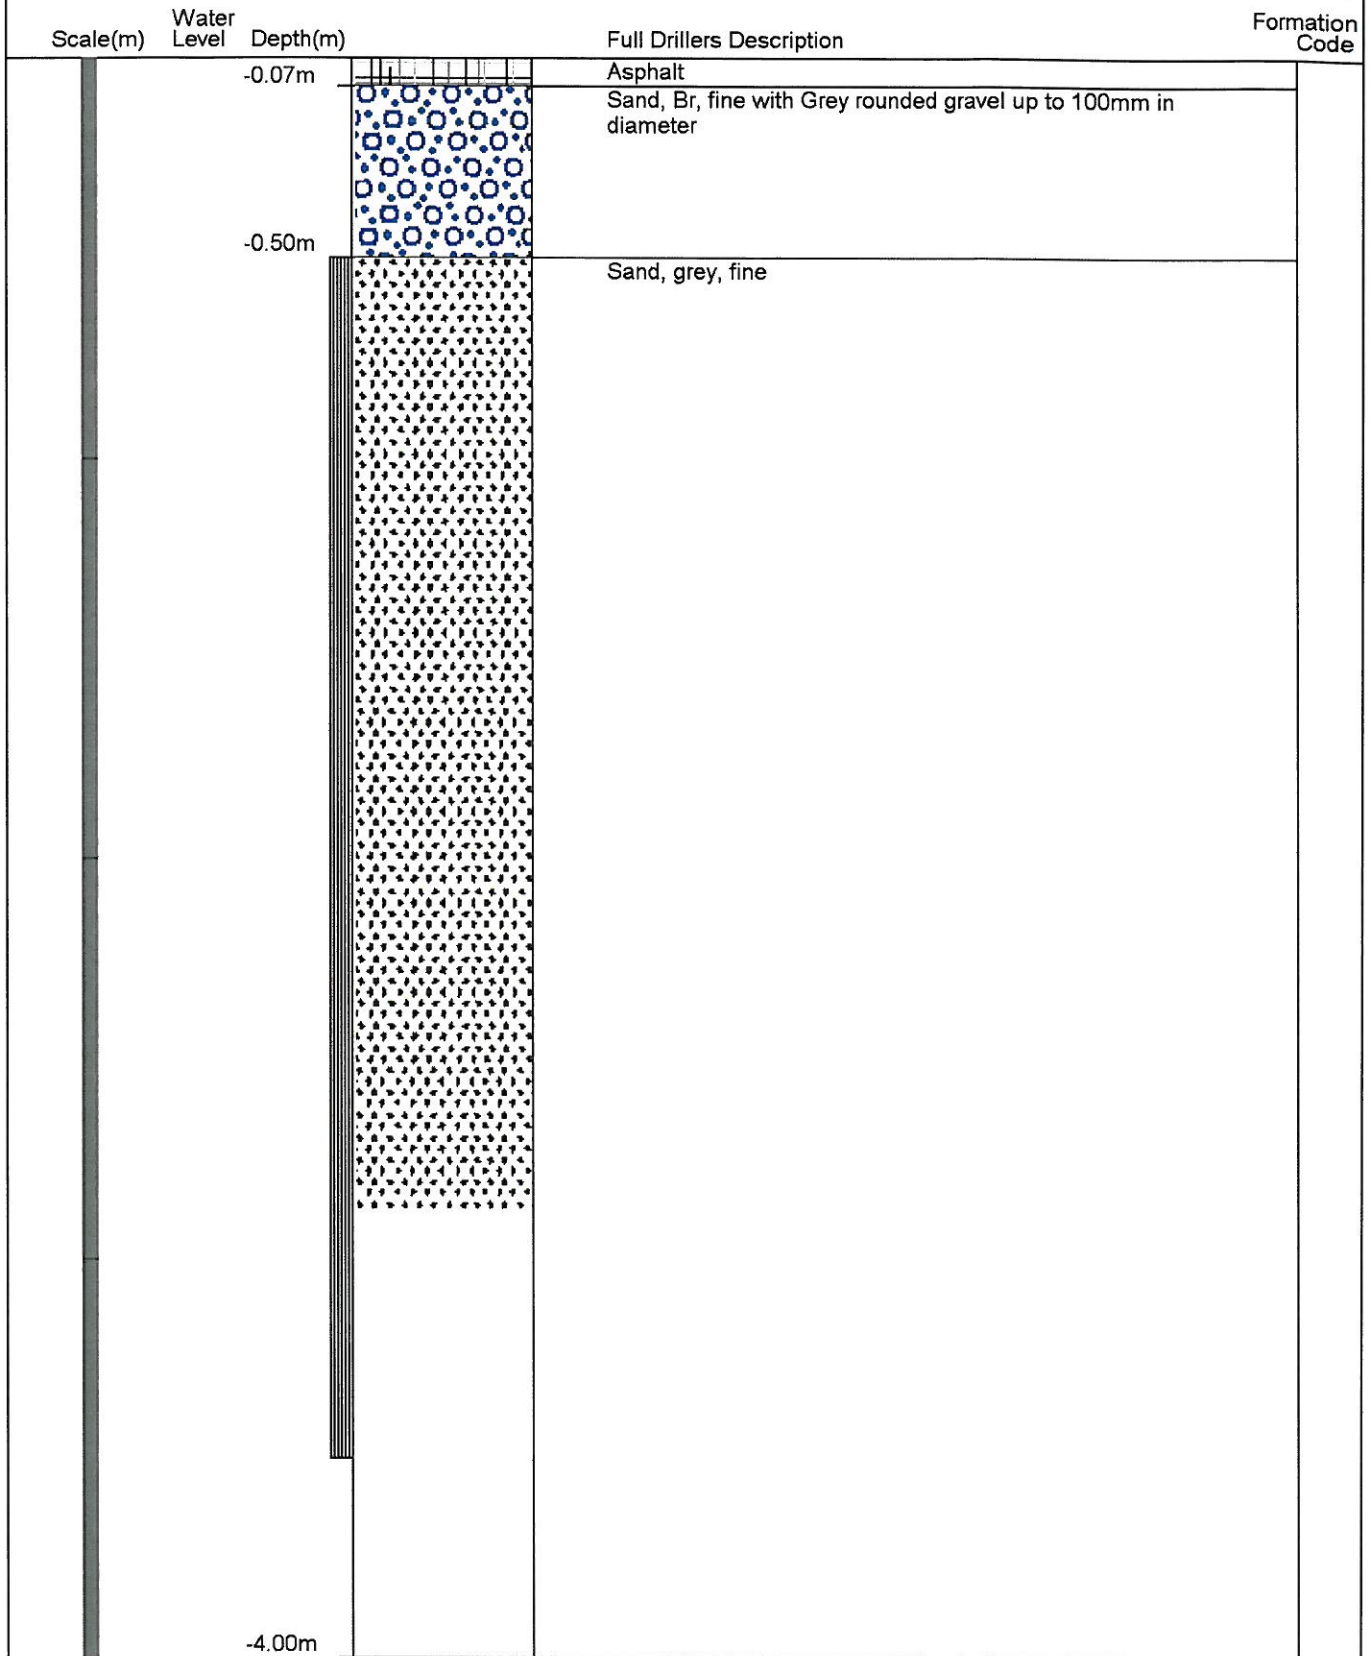 Scale(m) Water Level Depth(m) Full Drillers Description Formation Code
-0.07m Asphalt
Sand, Br, fine with Grey rounded gravel up to 100mm in
diameter
-0.50m
Sand, grey, fine
-4.00m